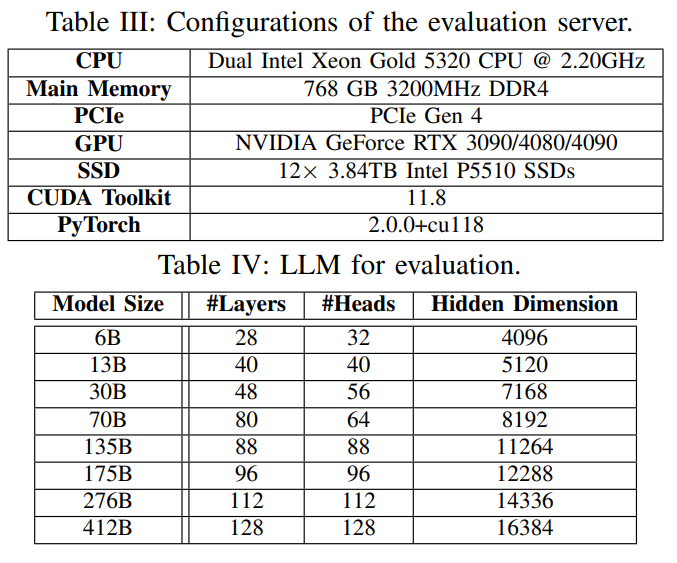 Table III: Configurations of the evaluation server.
CPU Dual Intel Xeon Gold 5320 CPU @ 2.20GHz
Main Memory 768 GB 3200MHz DDR4
PCIe PCIe Gen 4
GPU NVIDIA GeForce RTX 3090/4080/4090
SSD 12× 3.84TB Intel P5510 SSDs
CUDA Toolkit 11.8
PyTorch 2.0.0+cu118
Table IV: LLM for evaluation.
Model Size #Layers #Heads Hidden Dimension
6B 28 32 4096
13B 40 40 5120
30B 48 56 7168
70B 80 64 8192
135B 88 88 11264
175B 96 96 12288
276B 112 112 14336
412B 128 128 16384